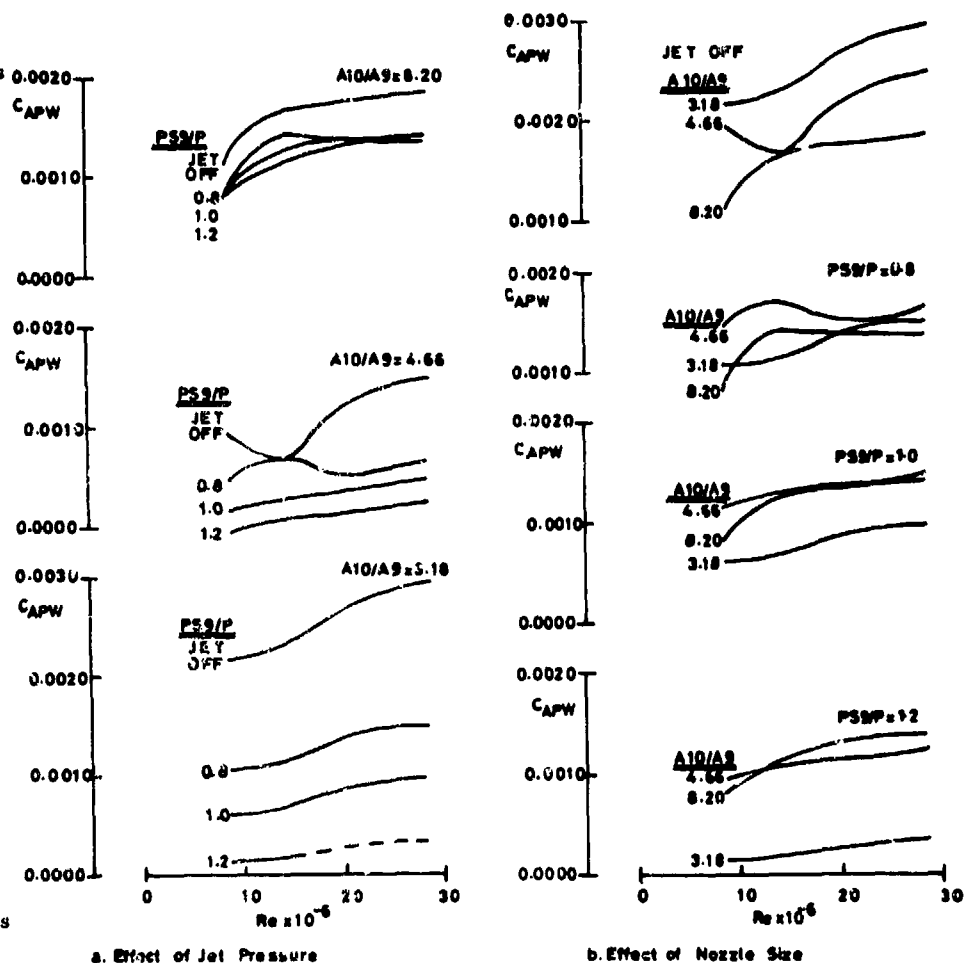 s
0.0020
C_APW
A10/A9=8.20
PS9/P
JET
OFF
0.0010
0.8
1.0
1.2
0.0000
0.0020
C_APW
A10/A9=4.66
PS9/P
JET
OFF
0.0010
0.8
1.0
1.2
0.0000
0.0030
C_APW
A10/A9=3.18
PS9/P
JET
OFF
0.0020
0.8
0.0010
1.0
1.2
0.0000
0 10 20 30
Re x10^-6
s
a. Effect of Jet Pressure
0.0030
C_APW
JET OFF
A10/A9
3.18
4.66
0.0020
8.20
0.0010
0.0020
C_APW
PS9/P=0.8
A10/A9
4.66
3.18
0.0010
8.20
0.0020
C_APW
PS9/P=1.0
A10/A9
4.66
0.0010
8.20
3.18
0.0000
0.0020
C_APW
PS9/P=1.2
A10/A9
4.66
0.0010
8.20
3.18
0.0000
0 10 20 30
Re x10^-6
b. Effect of Nozzle Size